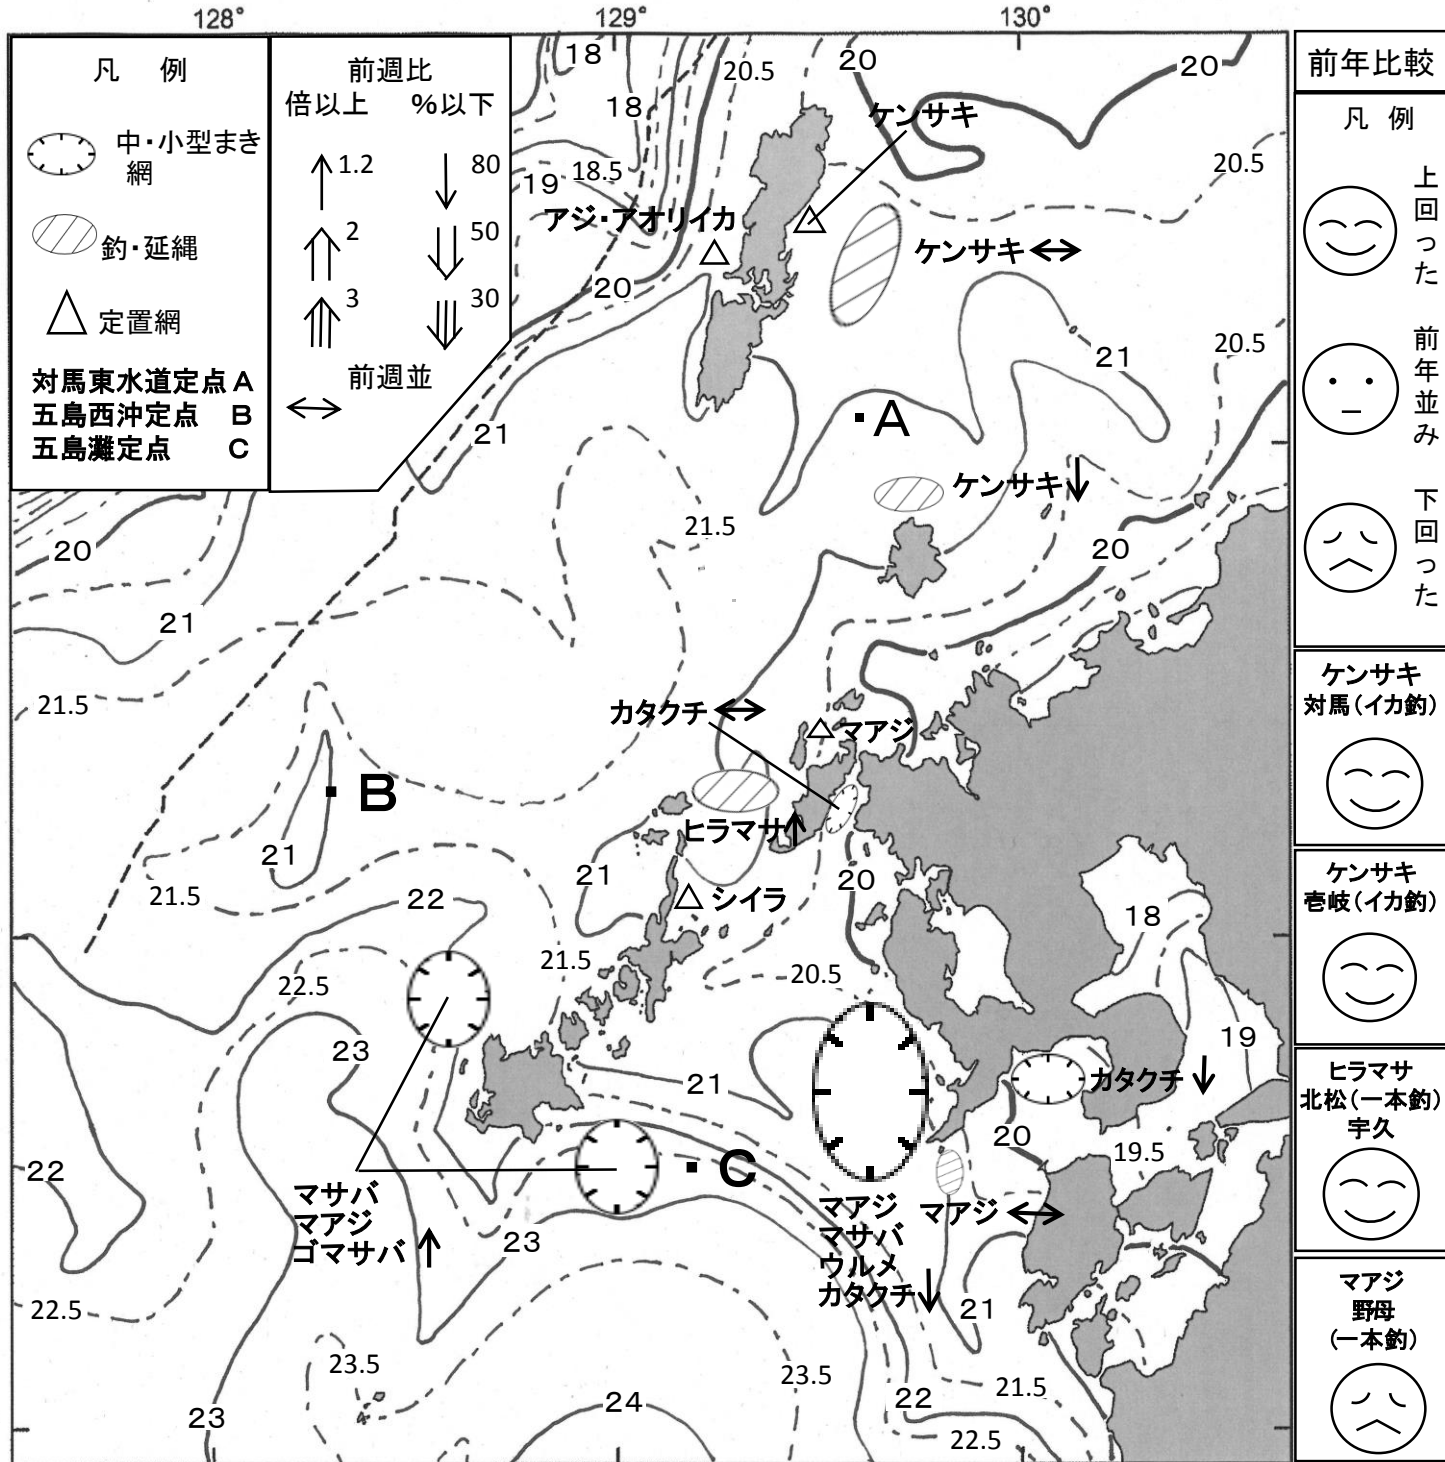 128°
129°
130°
凡 例
中・小型まき
網
釣・延縄
定置網
対馬東水道定点 A
五島西沖定点 B
五島灘定点 C
前週比
倍以上 %以下
1.2 80
2 50
3 30
前週並
18
20.5
20
20
18
ケンサキ
20.5
19
18.5
アジ・アオリイカ
ケンサキ
20
20.5
21
21
A
ケンサキ
21.5
20
20
21
21.5
カタクチ
マアジ
B
ヒラマサ
21
21
20
21.5
シイラ
22
18
21.5
20.5
22.5
23
19
21
カタクチ
20
19.5
22
C
マサバ
マアジ
ゴマサバ
23
マアジ
マサバ
ウルメ
カタクチ
マアジ
22.5
21
23.5
23.5
21.5
22
23
24
22.5
前年比較
凡 例
上回った
前年並み
下回った
ケンサキ
対馬(イカ釣)
ケンサキ
壱岐(イカ釣)
ヒラマサ
北松(一本釣)
宇久
マアジ
野母
(一本釣)